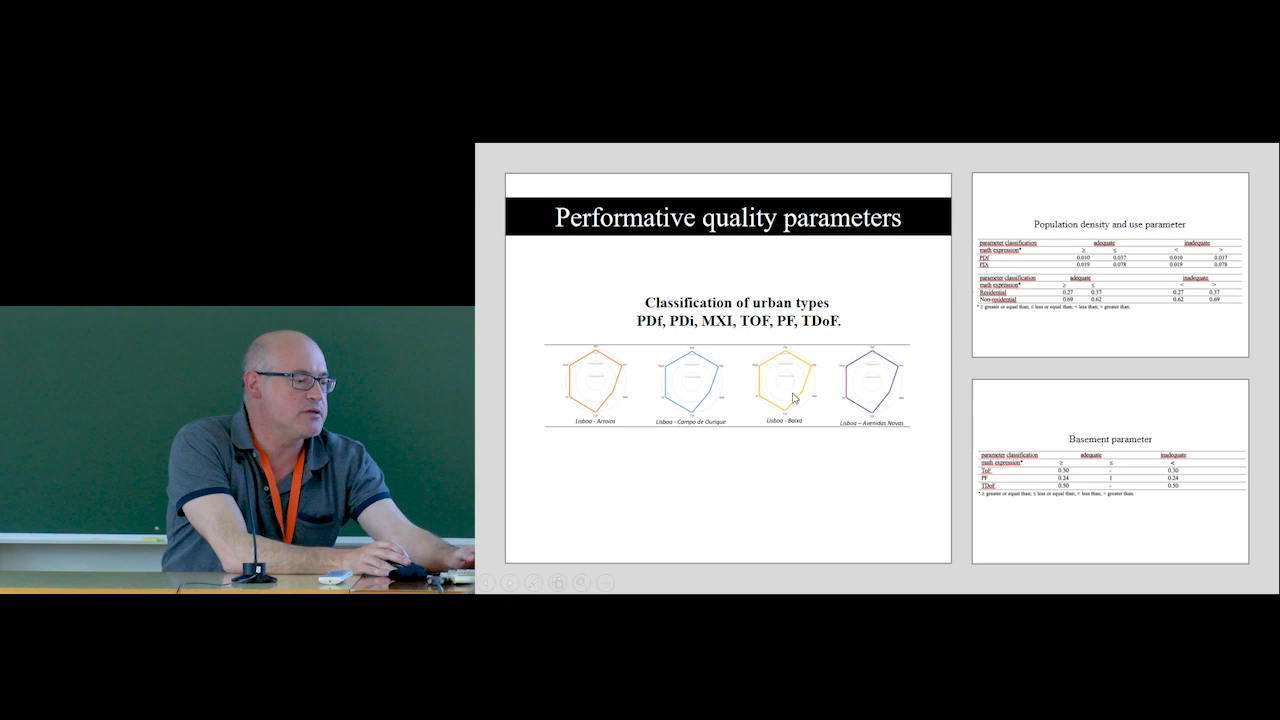 Performative quality parameters
Classification of urban types
PDf, PDi, MXI, TOF, PF, TDoF.
Lisboa - Arroios
Lisboa - Campo de Ourique
Lisboa - Baixa
Lisboa – Avenidas Novas
Population density and use parameter
parameter classification adequate inadequate
math expression* ≥ ≤ < >
PDf 0.010 0.037 0.010 0.037
PDi 0.019 0.078 0.019 0.078
parameter classification adequate inadequate
math expression* ≥ ≤ < >
Residential 0.27 0.37 0.27 0.37
Non-residential 0.69 0.62 0.62 0.69
* ≥ greater or equal than; ≤ less or equal than; < less than; > greater than.
Basement parameter
parameter classification adequate inadequate
math expression* ≥ ≤ <
ToF 0.30 - 0.30
PF 0.24 1 0.24
TDoF 0.50 - 0.50
* ≥ greater or equal than; ≤ less or equal than; < less than; > greater than.